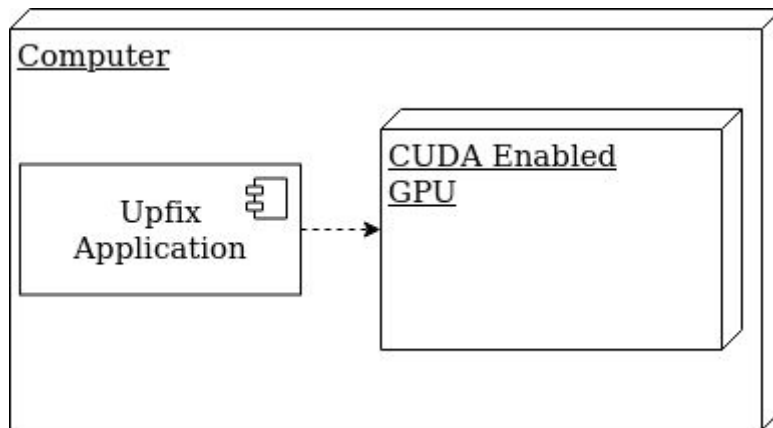 Computer
CUDA Enabled
GPU
Upfix
Application